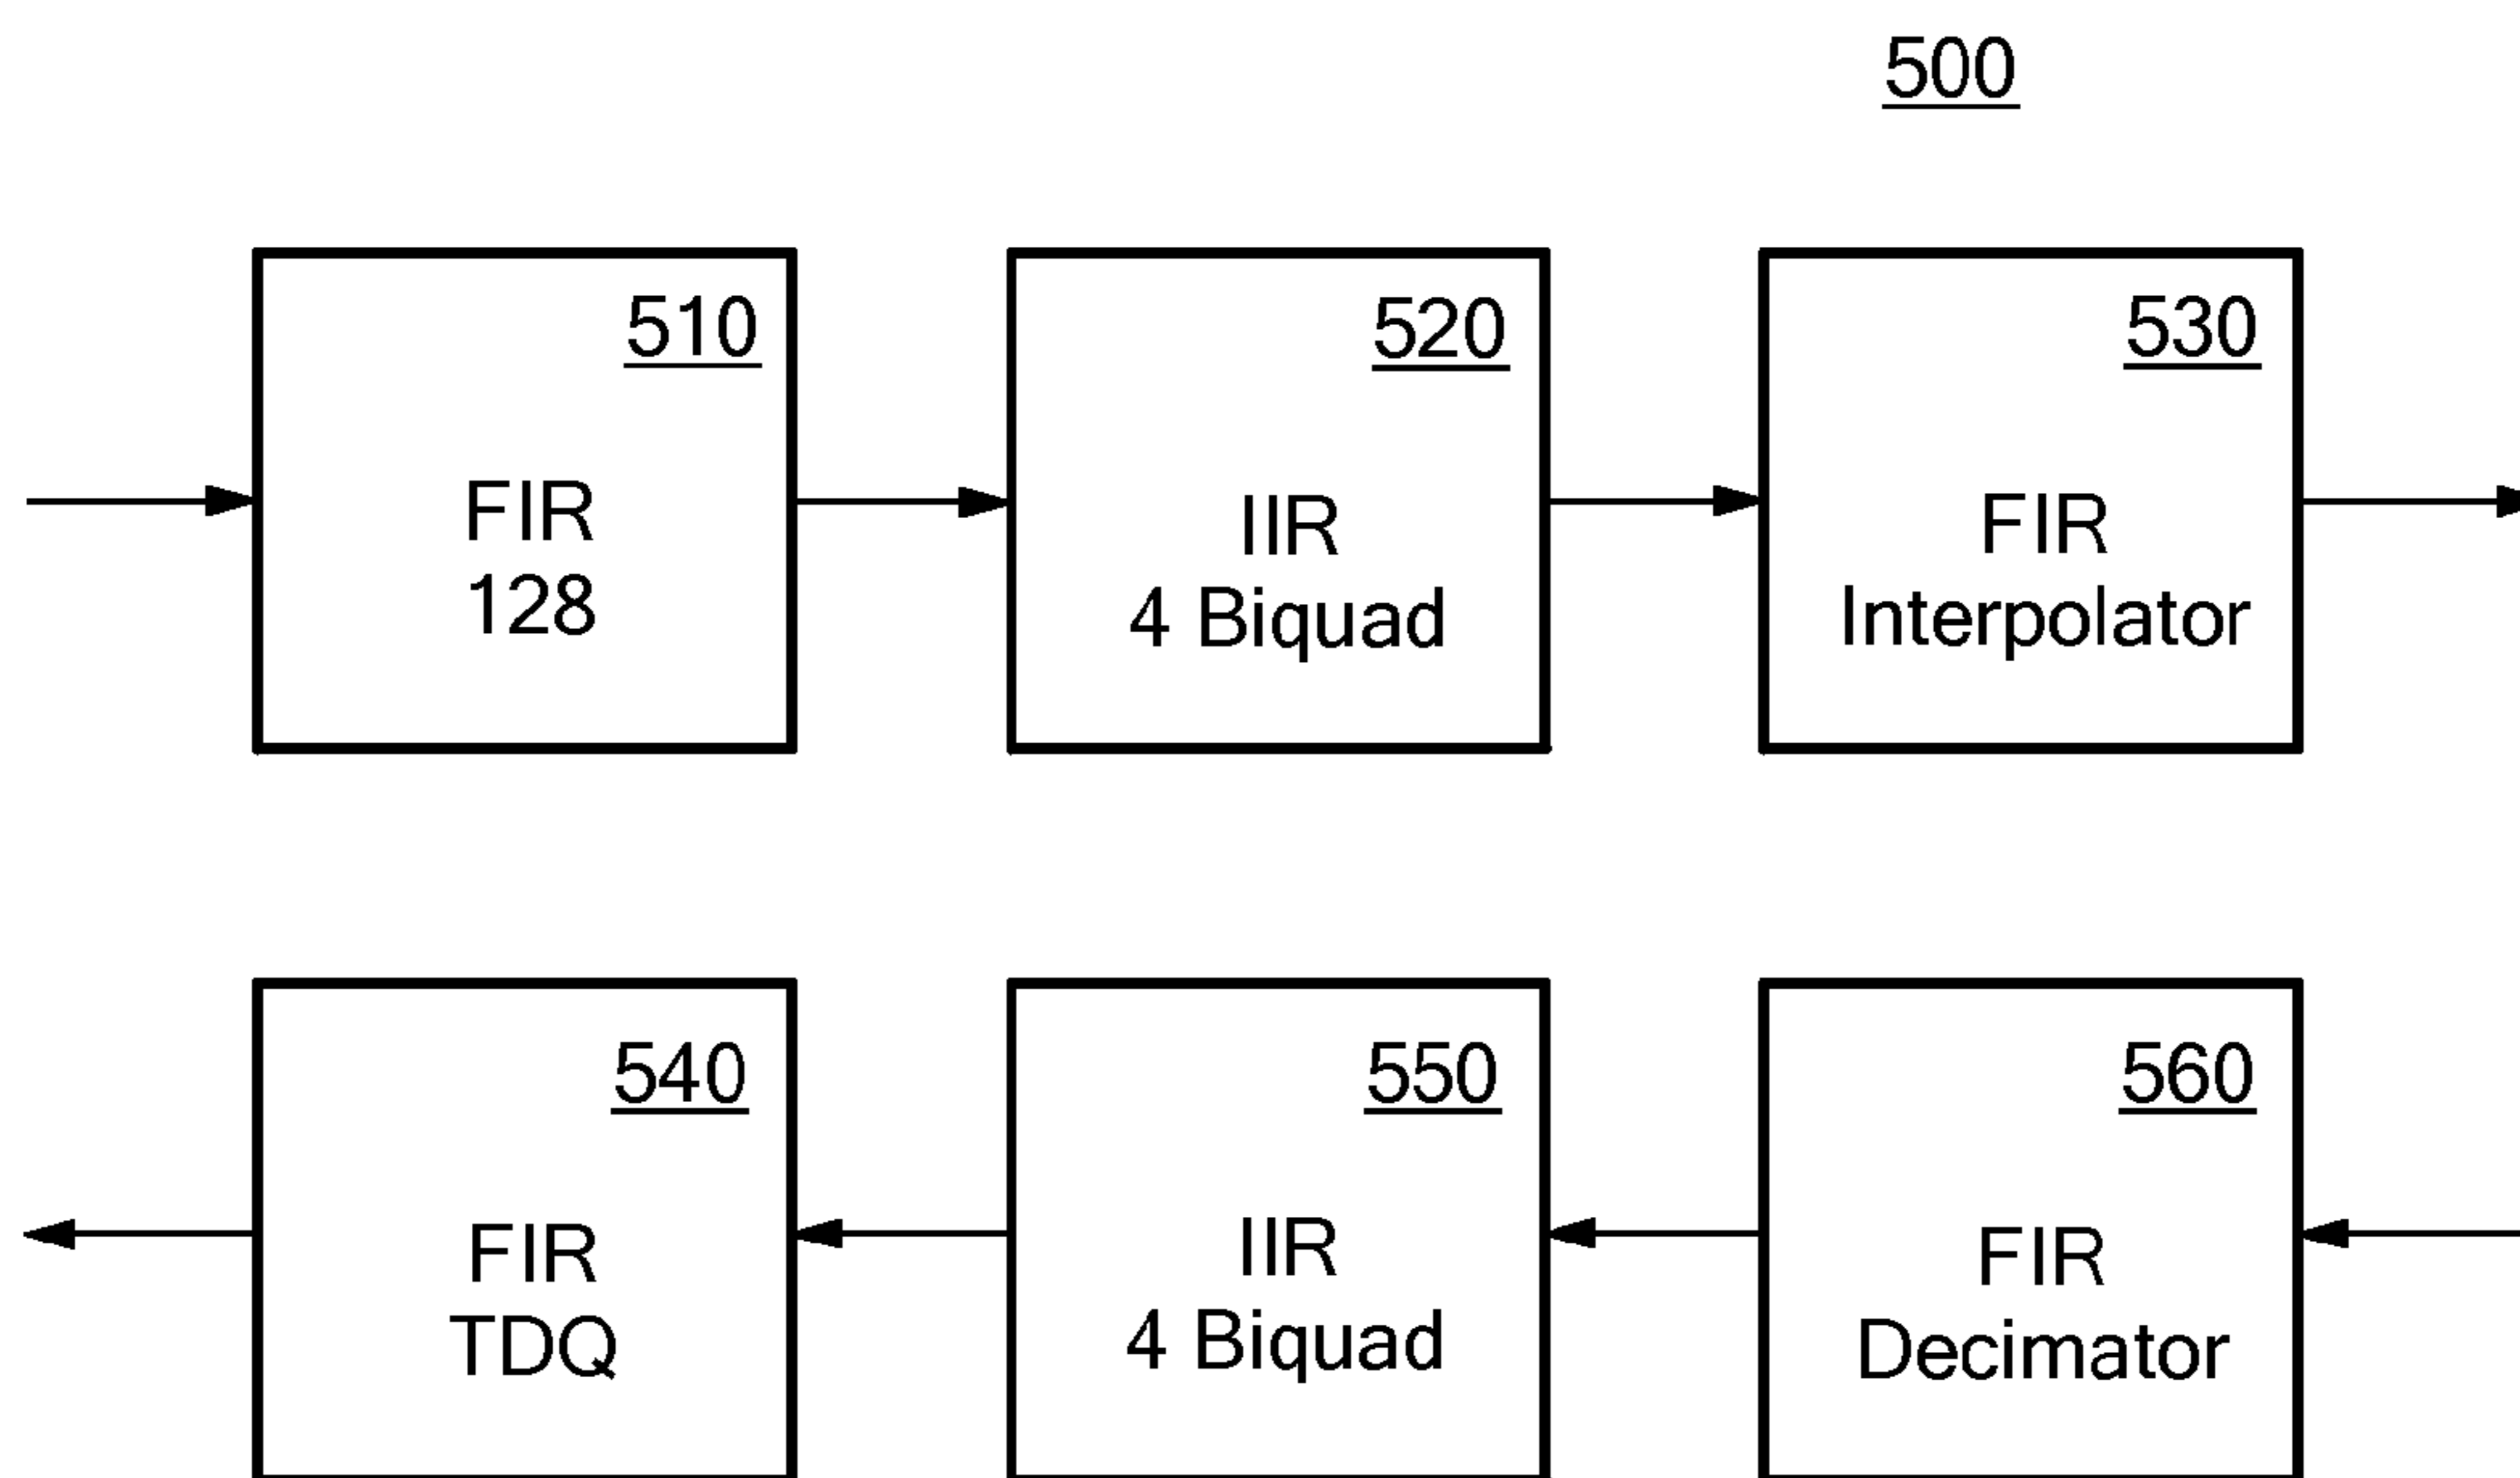 500
510
FIR
128
520
IIR
4 Biquad
530
FIR
Interpolator
540
FIR
TDQ
550
IIR
4 Biquad
560
FIR
Decimator